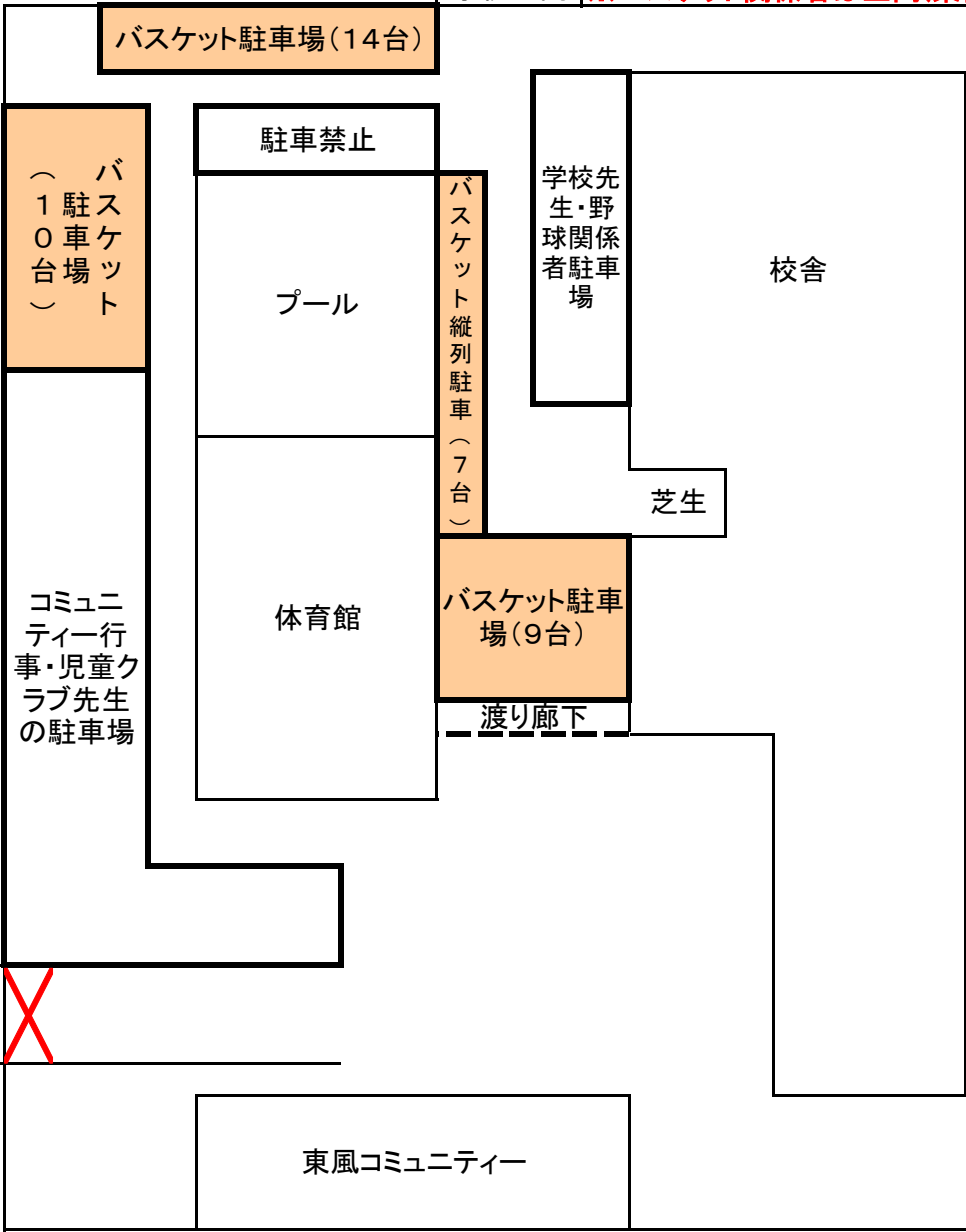 バスケット駐車場(14台)
駐車禁止
バスケット
駐車場
(10台)
バスケット縦列駐車(7台)
学校先
生・野
球関係
者駐車
場
校舎
プール
芝生
コミュニ
ティー行
事・児童ク
ラブ先生
の駐車場
体育館
バスケット駐車
場(9台)
渡り廊下
東風コミュニティー